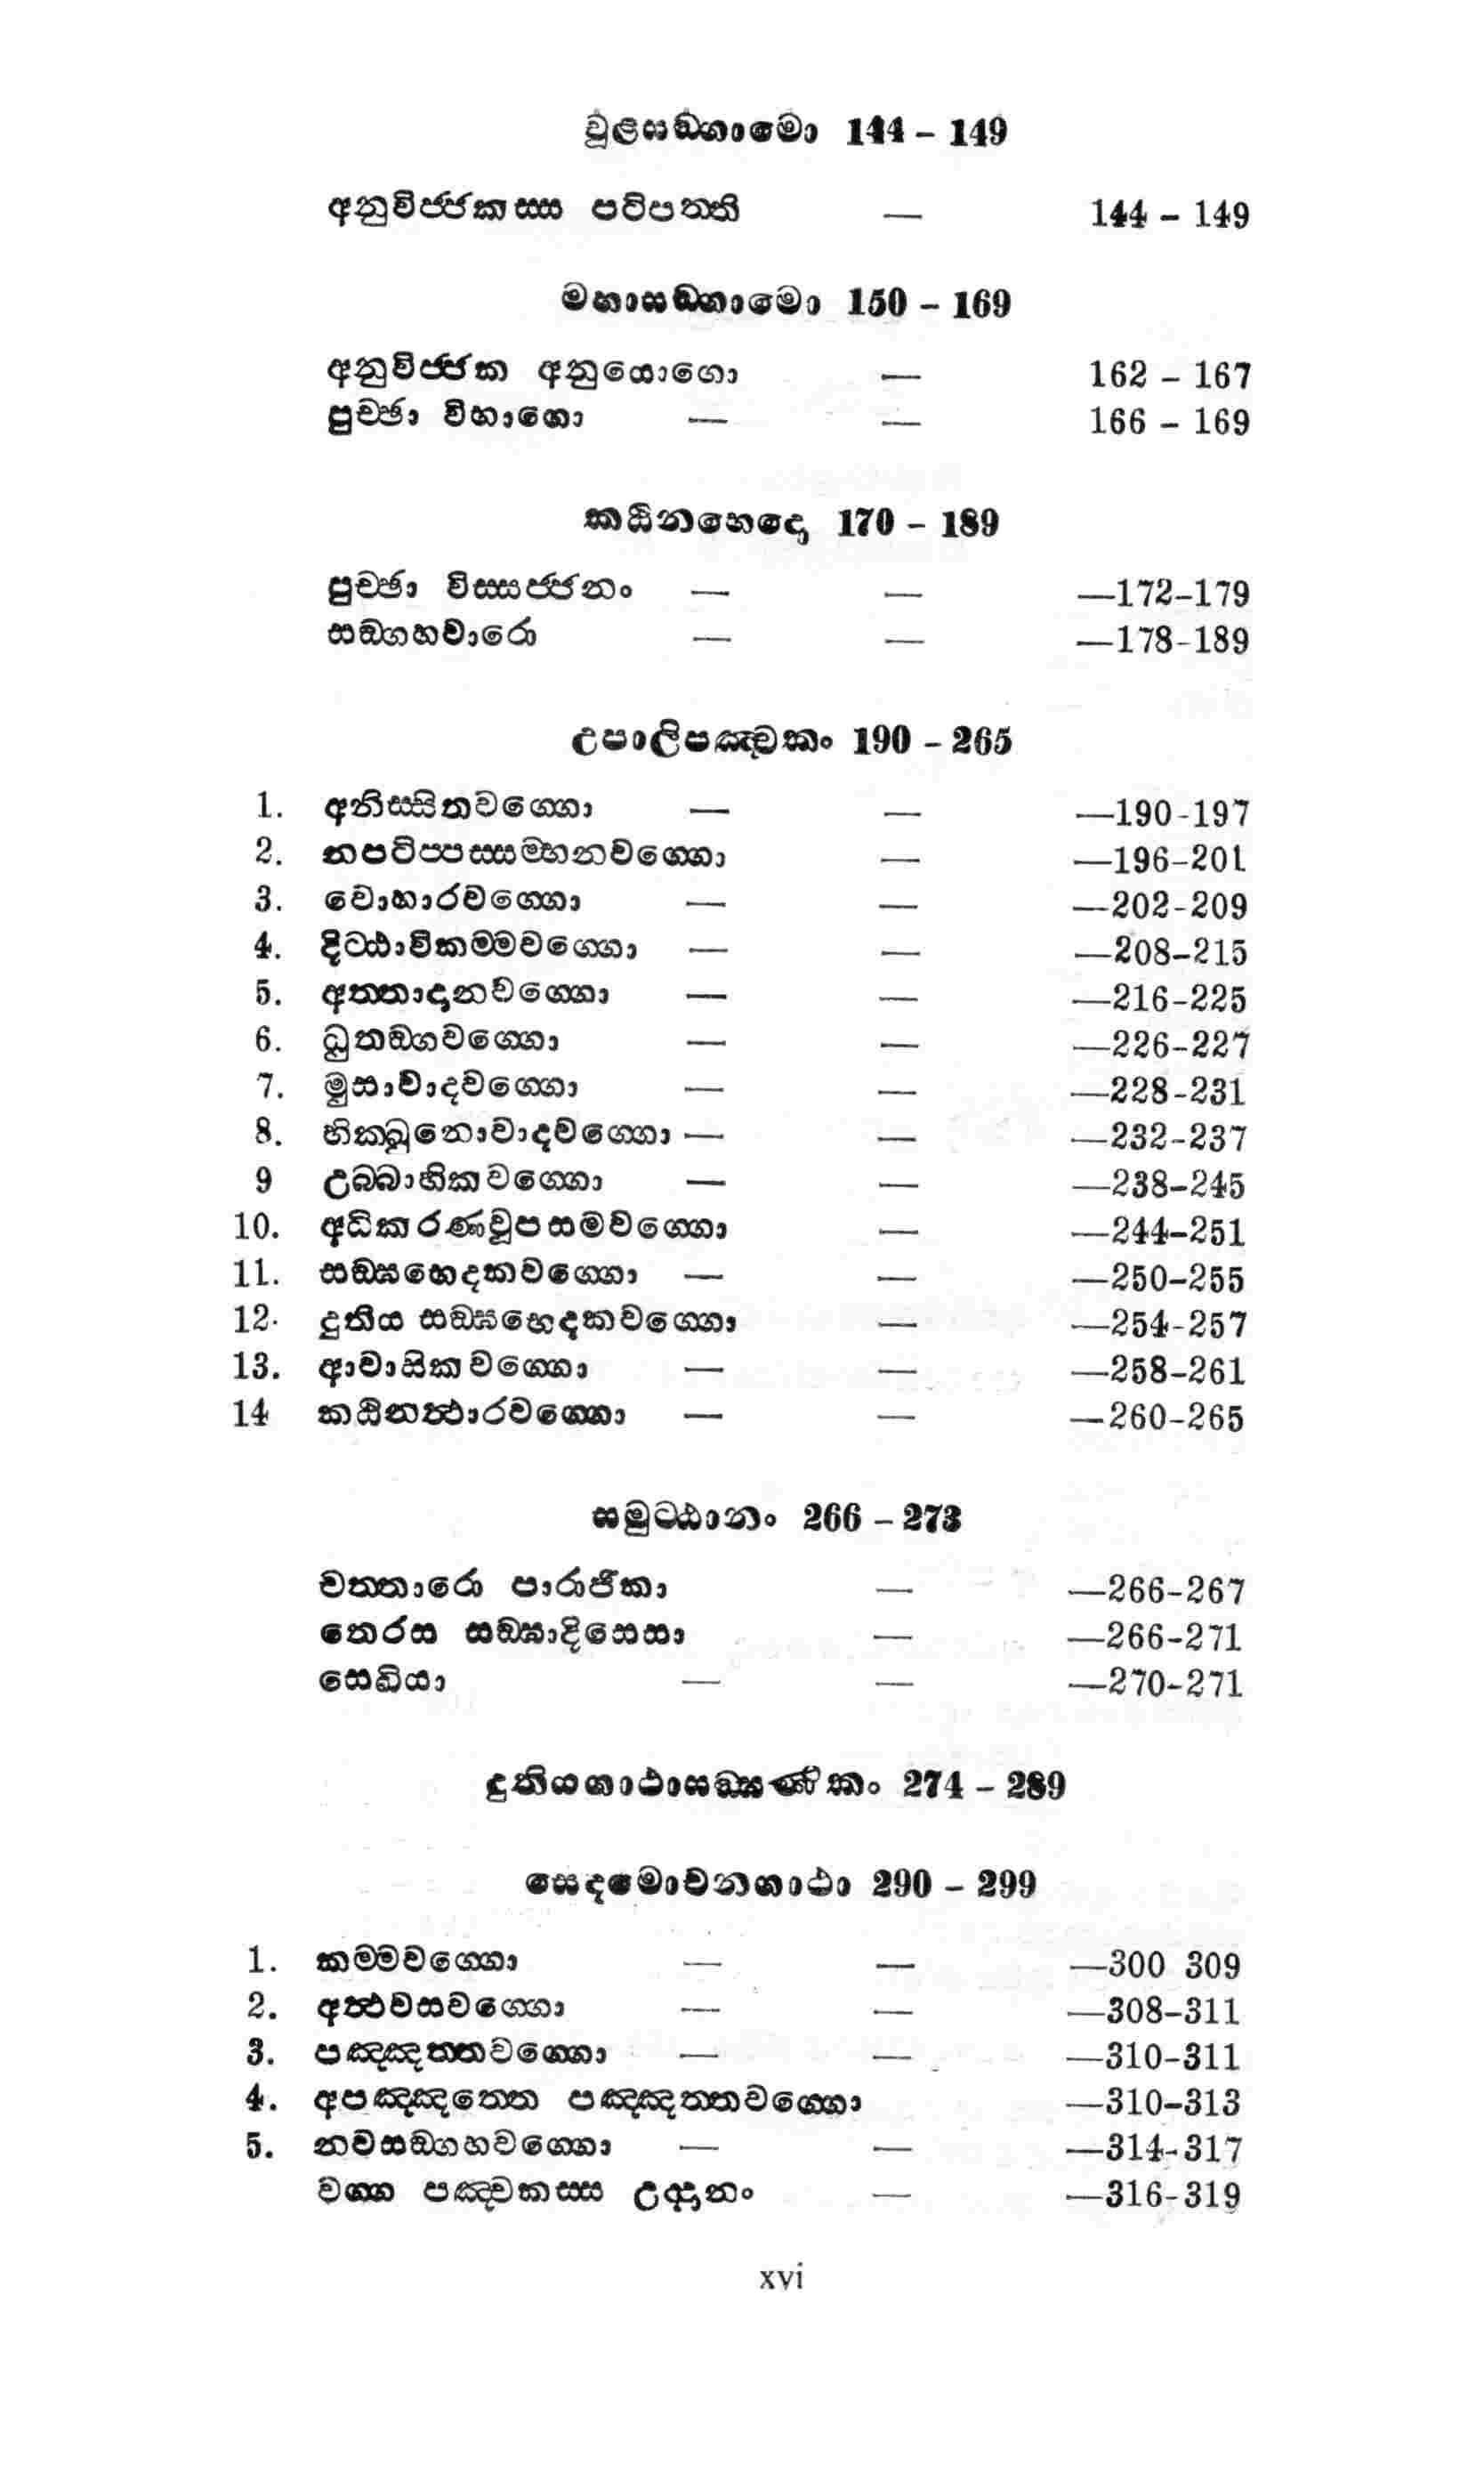 චූළසඞ්ගාමො 144 – 149
අනුවිජ්ජකස්ස පටිපත්ති — 144 – 149
මහාසඞ්ගාමො 150 – 169
අනුවිජ්ජක අනුයොගො — 162 – 167
පුච්ඡා විභාගො — — 166 – 169
කඨිනභෙදො 170 – 189
පුච්ඡා විස්සජ්ජනං — — —172–179
සඞ්ගහවාරො — — —178-189
උපාලිපඤ්චකං 190 – 265
1. අනිස්සිතවග්ගො — — —190-197
2. නපටිප්පස්සම්භනවග්ගො — —196–201
3. වොහාරවග්ගො — — —202-209
4. දිට්ඨාවිකම්මවග්ගො — — —208–215
5. අත්තාදානවග්ගො — — —216–225
6. ධුතඞ්ගවග්ගො — — —226–227
7. මුසාවාදවග්ගො — — —228-231
8. භික්ඛුනොවාදවග්ගො — — —232–237
9 උබ්බාහිකවග්ගො — — —238–245
10. අධිකරණවූපසමවග්ගො — —244–251
11. සඞ්ඝභෙදකවග්ගො — — —250–255
12. දුතිය සඞ්ඝභෙදකවග්ගො — —254-257
13. ආවාසිකවග්ගො — — —258–261
14 කඨිනත්ථාරවග්ගො — — —260–265
සමුට්ඨානං 266 – 273
චත්තාරො පාරාජිකා — —266–267
තෙරස සඞ්ඝාදිසෙසා — —266-271
සෙඛියා — — —270-271
දුතියගාථාසඞ්ඝණිකං 274 – 289
සෙදමොචනගාථා 290 – 299
1. කම්මවග්ගො — — —300 309
2. අත්ථවසවග්ගො — — —308–311
3. පඤ්ඤත්තවග්ගො — — —310–311
4. අපඤ්ඤත්තෙ පඤ්ඤත්තවග්ගො —310–313
5. නවසඞ්ගහවග්ගො — — —314-317
වග්ග පඤ්චකස්ස උද්දානං — —316-319
xvi